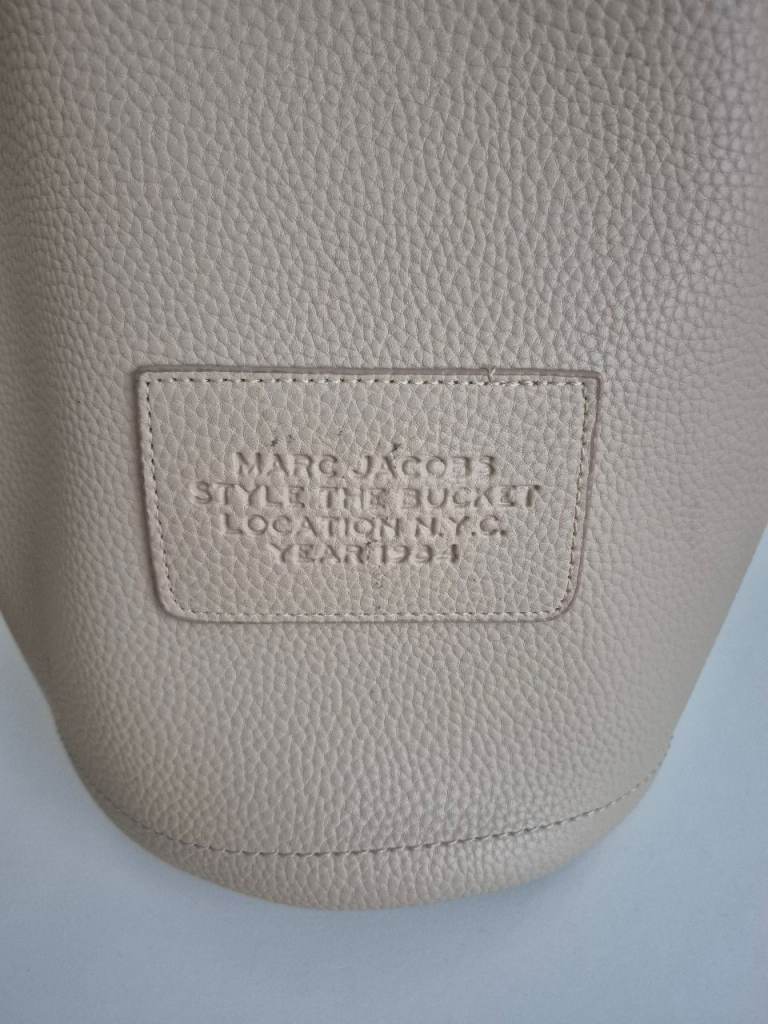 MARC JACOBS
STYLE THE BUCKET
LOCATION N.Y.C.
YEAR 1994